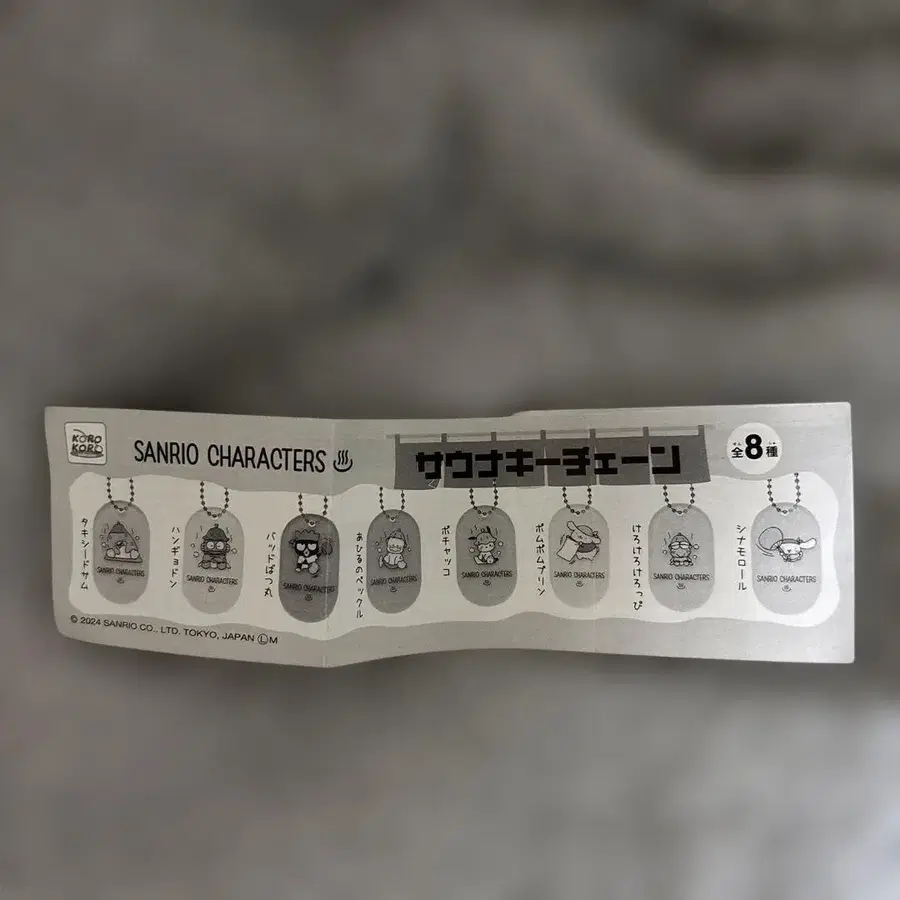 KORO KORO
SANRIO CHARACTERS
サウナキーチェーン
全8種
タキシードサム
ハンギョドン
バッドばつ丸
あひるのペックル
ポチャッコ
ポムポムプリン
けろけろけろっぴ
シナモロール
SANRIO CHARACTERS
SANRIO CHARACTERS
SANRIO CHARACTERS
SANRIO CHARACTERS
SANRIO CHARACTERS
SANRIO CHARACTERS
SANRIO CHARACTERS
SANRIO CHARACTERS
© 2024 SANRIO CO., LTD. TOKYO, JAPAN Ⓛ M